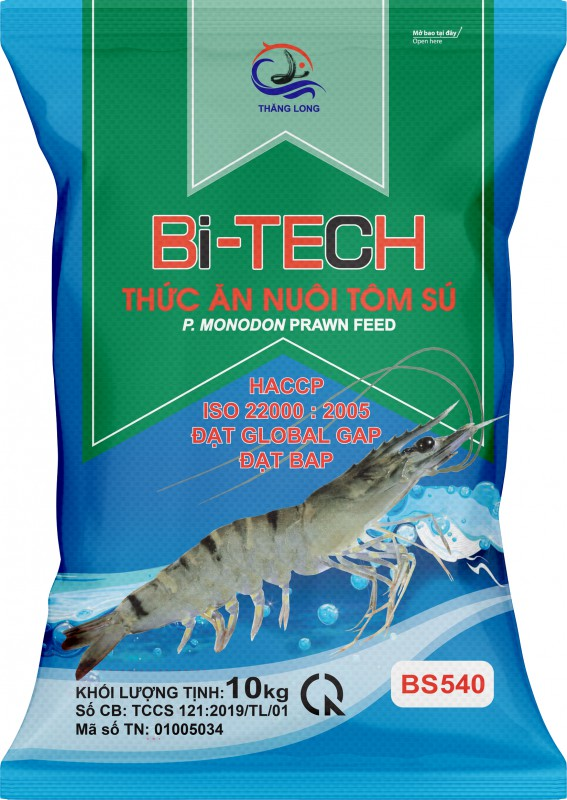 Mở bao tại đây
Open here
THĂNG LONG
Bi-TECH
THỨC ĂN NUÔI TÔM SÚ
P. MONODON PRAWN FEED
HACCP
ISO 22000 : 2005
ĐẠT GLOBAL GAP
ĐẠT BAP
KHỐI LƯỢNG TỊNH: 10kg
Số CB: TCCS 121:2019/TL/01
Mã số TN: 01005034
BS540